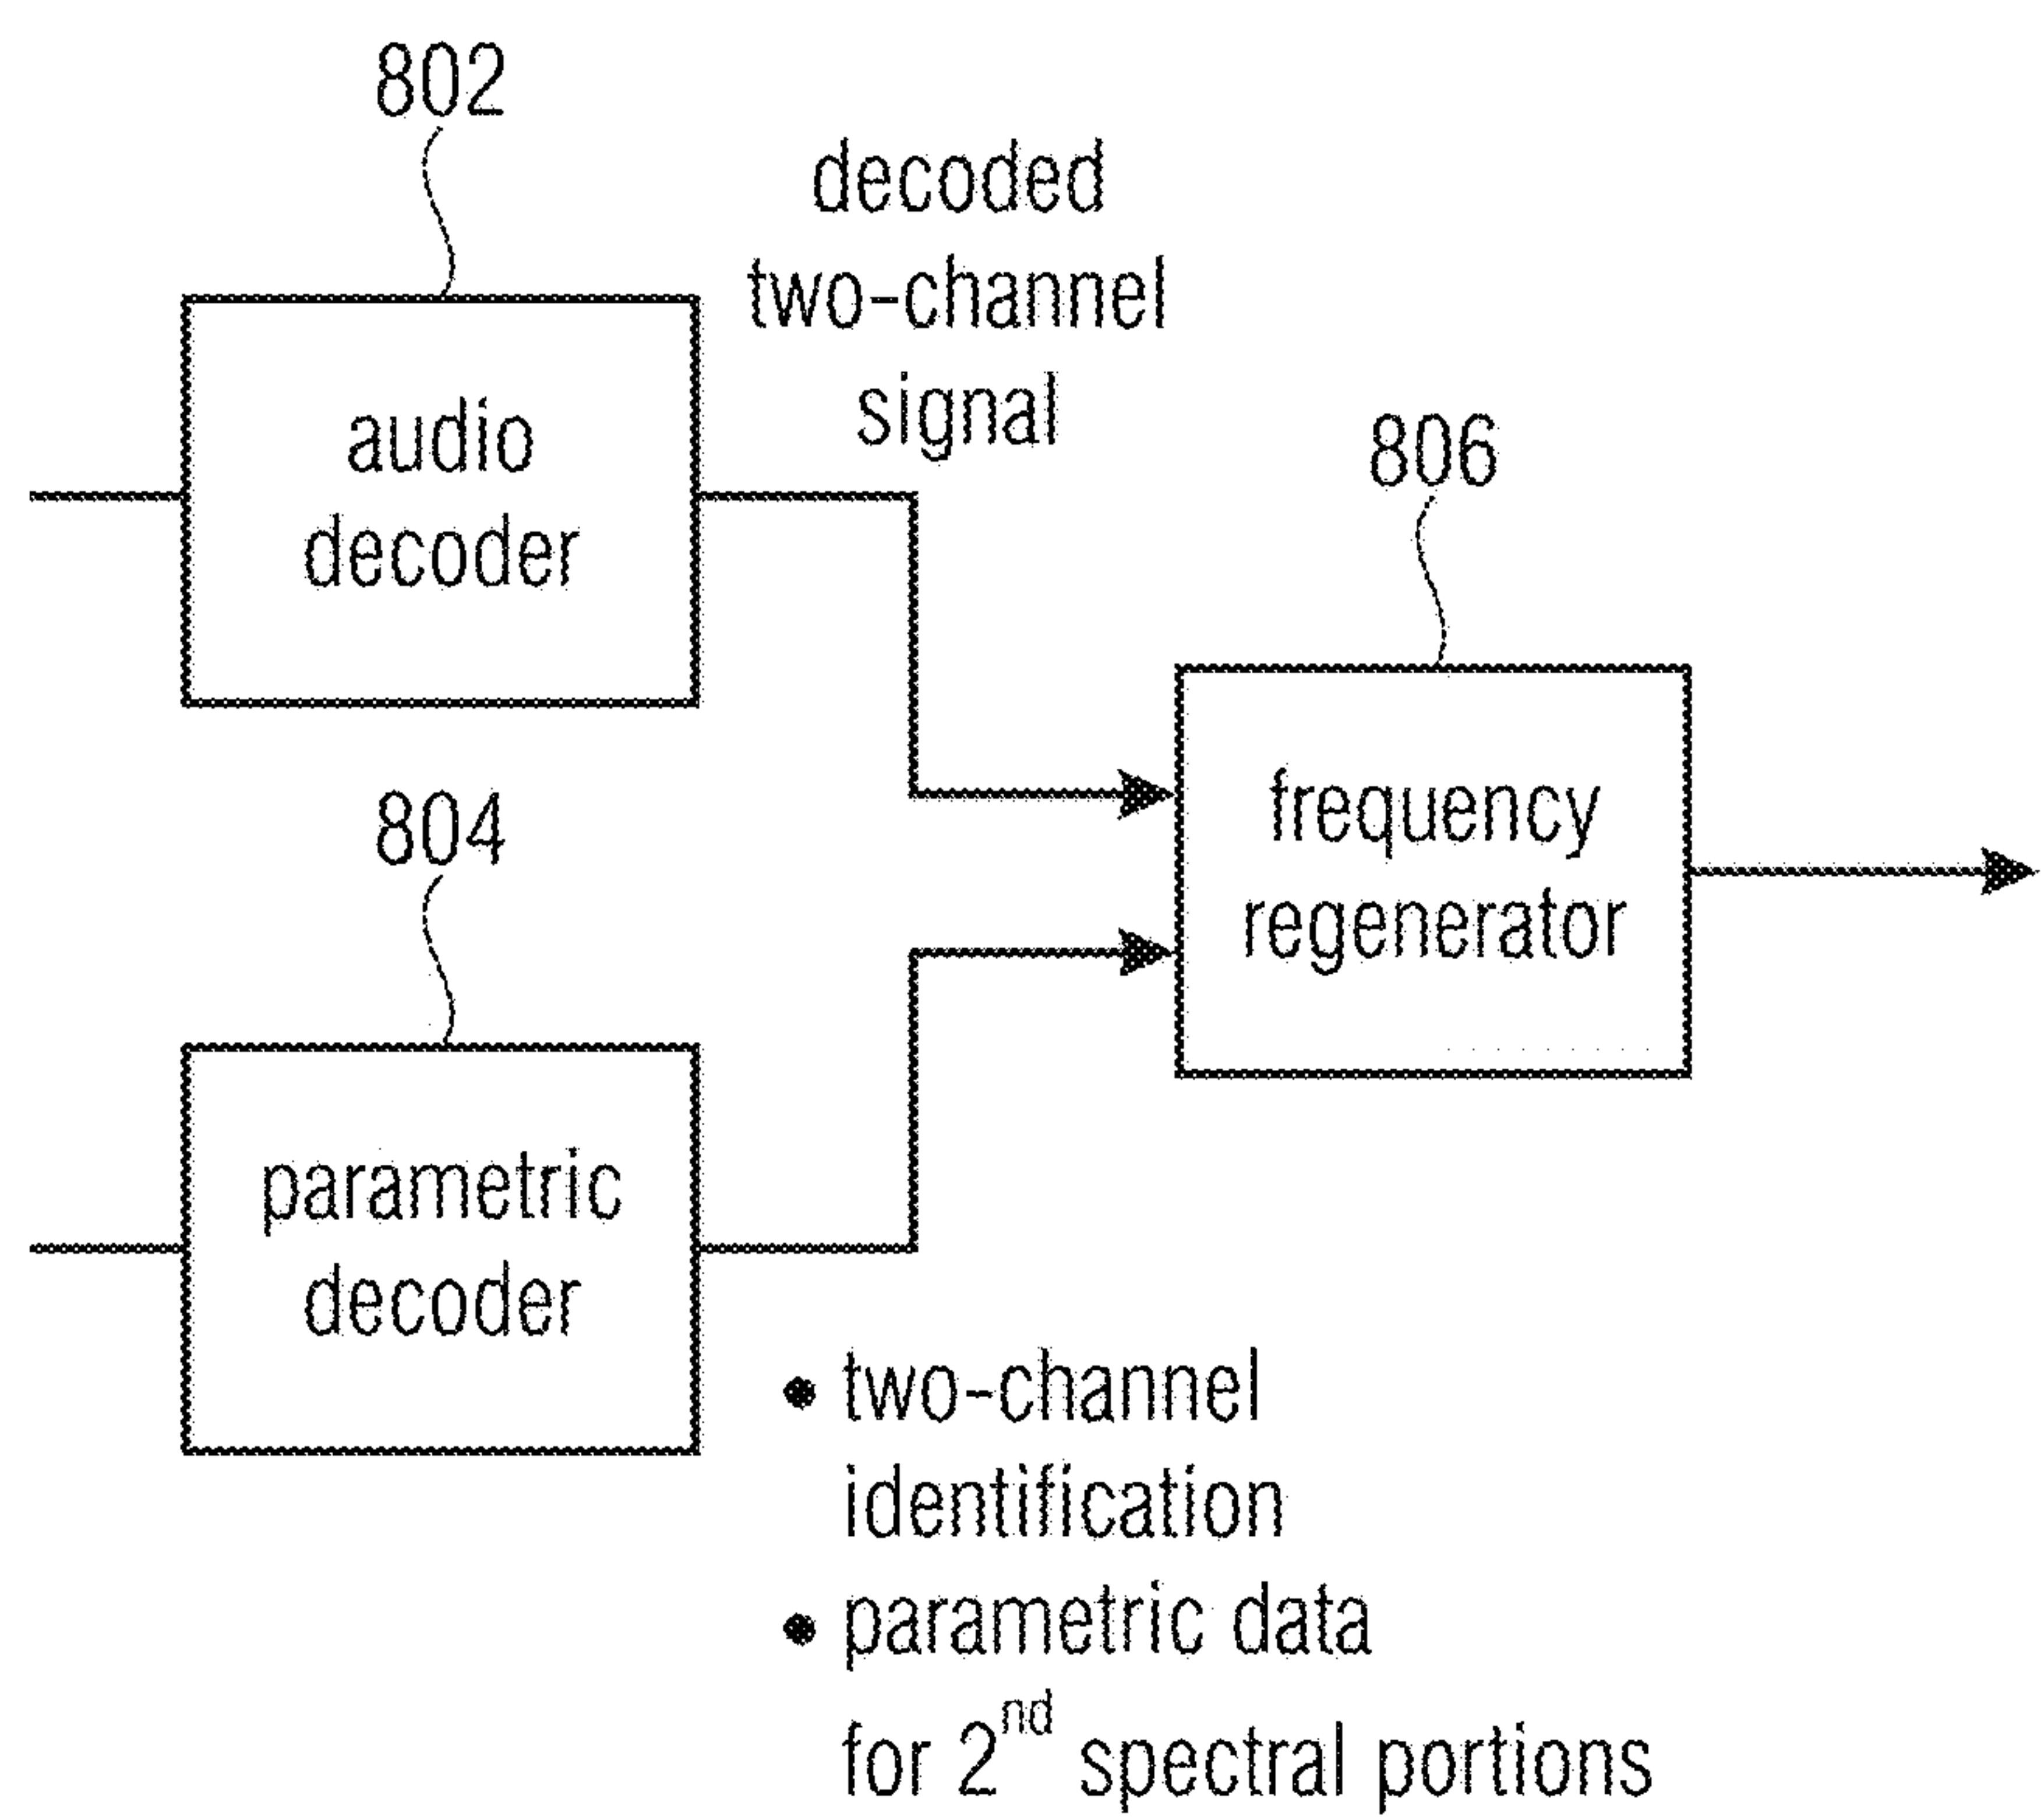 802
decoded
two-channel
signal
audio
decoder
806
frequency
regenerator
804
parametric
decoder
• two-channel
identification
• parametric data
for 2nd spectral portions